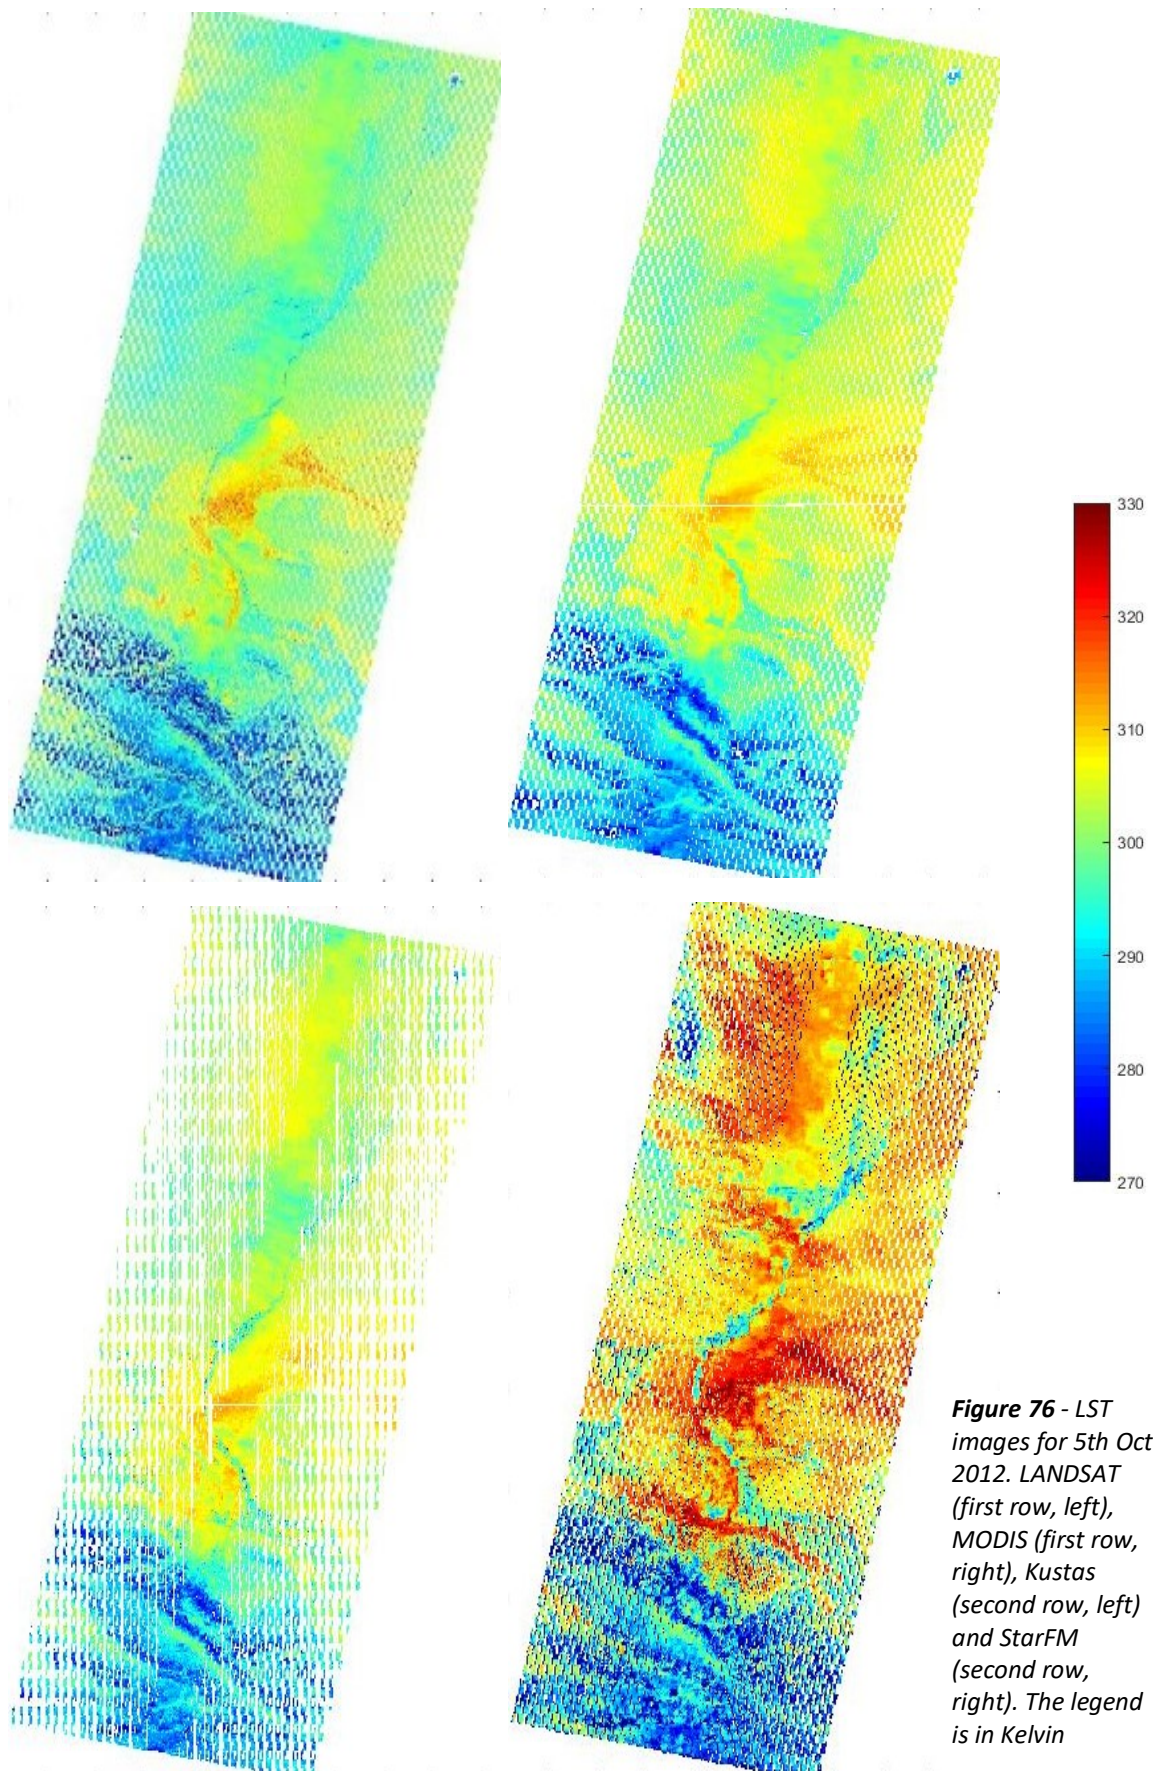 330
320
310
300
290
280
270
Figure 76 - LST
images for 5th Oct
2012. LANDSAT
(first row, left),
MODIS (first row,
right), Kustas
(second row, left)
and StarFM
(second row,
right). The legend
is in Kelvin